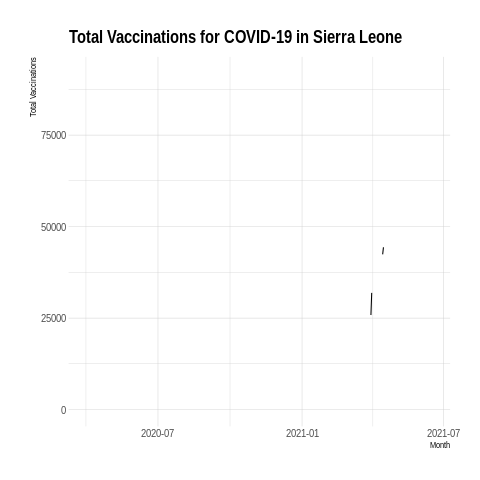 Total Vaccinations for COVID-19 in Sierra Leone
Total Vaccinations
75000
50000
25000
0
2020-07
2021-01
2021-07
Month